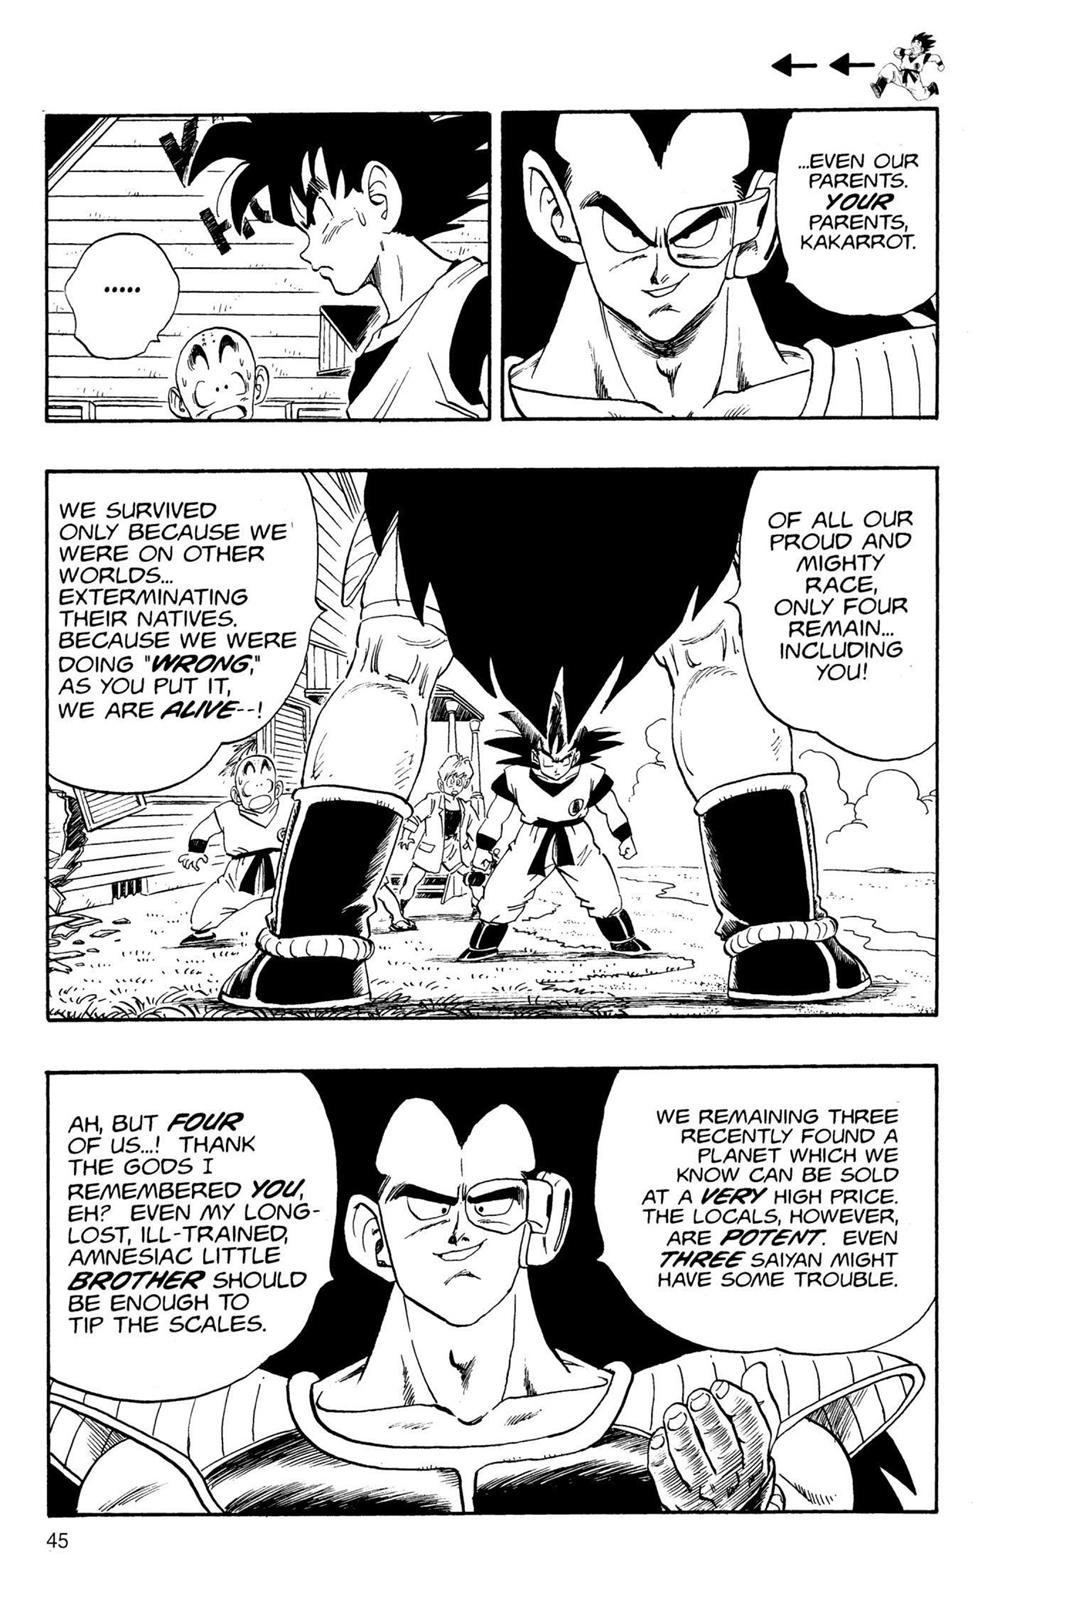 ...EVEN OUR
PARENTS.
YOUR
PARENTS,
KAKARROT.
.....
OF ALL OUR
PROUD AND
MIGHTY
RACE,
ONLY FOUR
REMAIN...
INCLUDING
YOU!
WE SURVIVED
ONLY BECAUSE WE
WERE ON OTHER
WORLDS...
EXTERMINATING
THEIR NATIVES.
BECAUSE WE WERE
DOING "WRONG,"
AS YOU PUT IT,
WE ARE ALIVE--!
WE REMAINING THREE
RECENTLY FOUND A
PLANET WHICH WE
KNOW CAN BE SOLD
AT A VERY HIGH PRICE.
THE LOCALS, HOWEVER,
ARE POTENT. EVEN
THREE SAIYAN MIGHT
HAVE SOME TROUBLE.
AH, BUT FOUR
OF US...! THANK
THE GODS I
REMEMBERED YOU,
EH? EVEN MY LONG-
LOST, ILL-TRAINED,
AMNESIAC LITTLE
BROTHER SHOULD
BE ENOUGH TO
TIP THE SCALES.
45